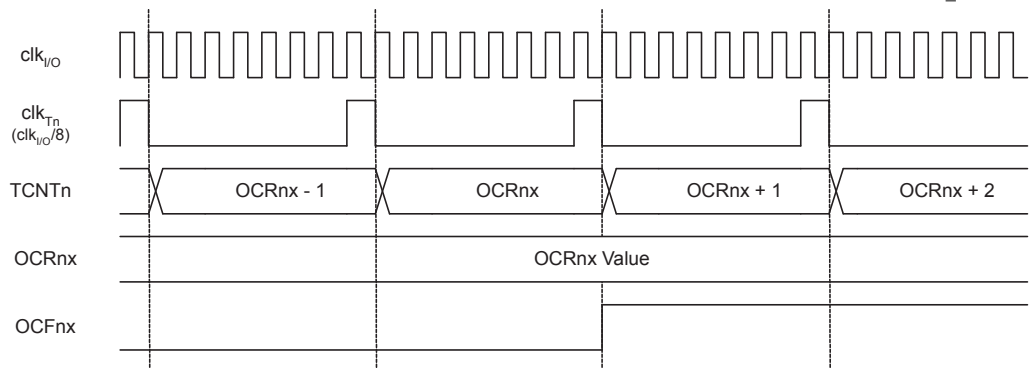 clkI/O
clkTn
(clkI/O/8)
TCNTn OCRnx - 1 OCRnx OCRnx + 1 OCRnx + 2
OCRnx OCRnx Value
OCFnx